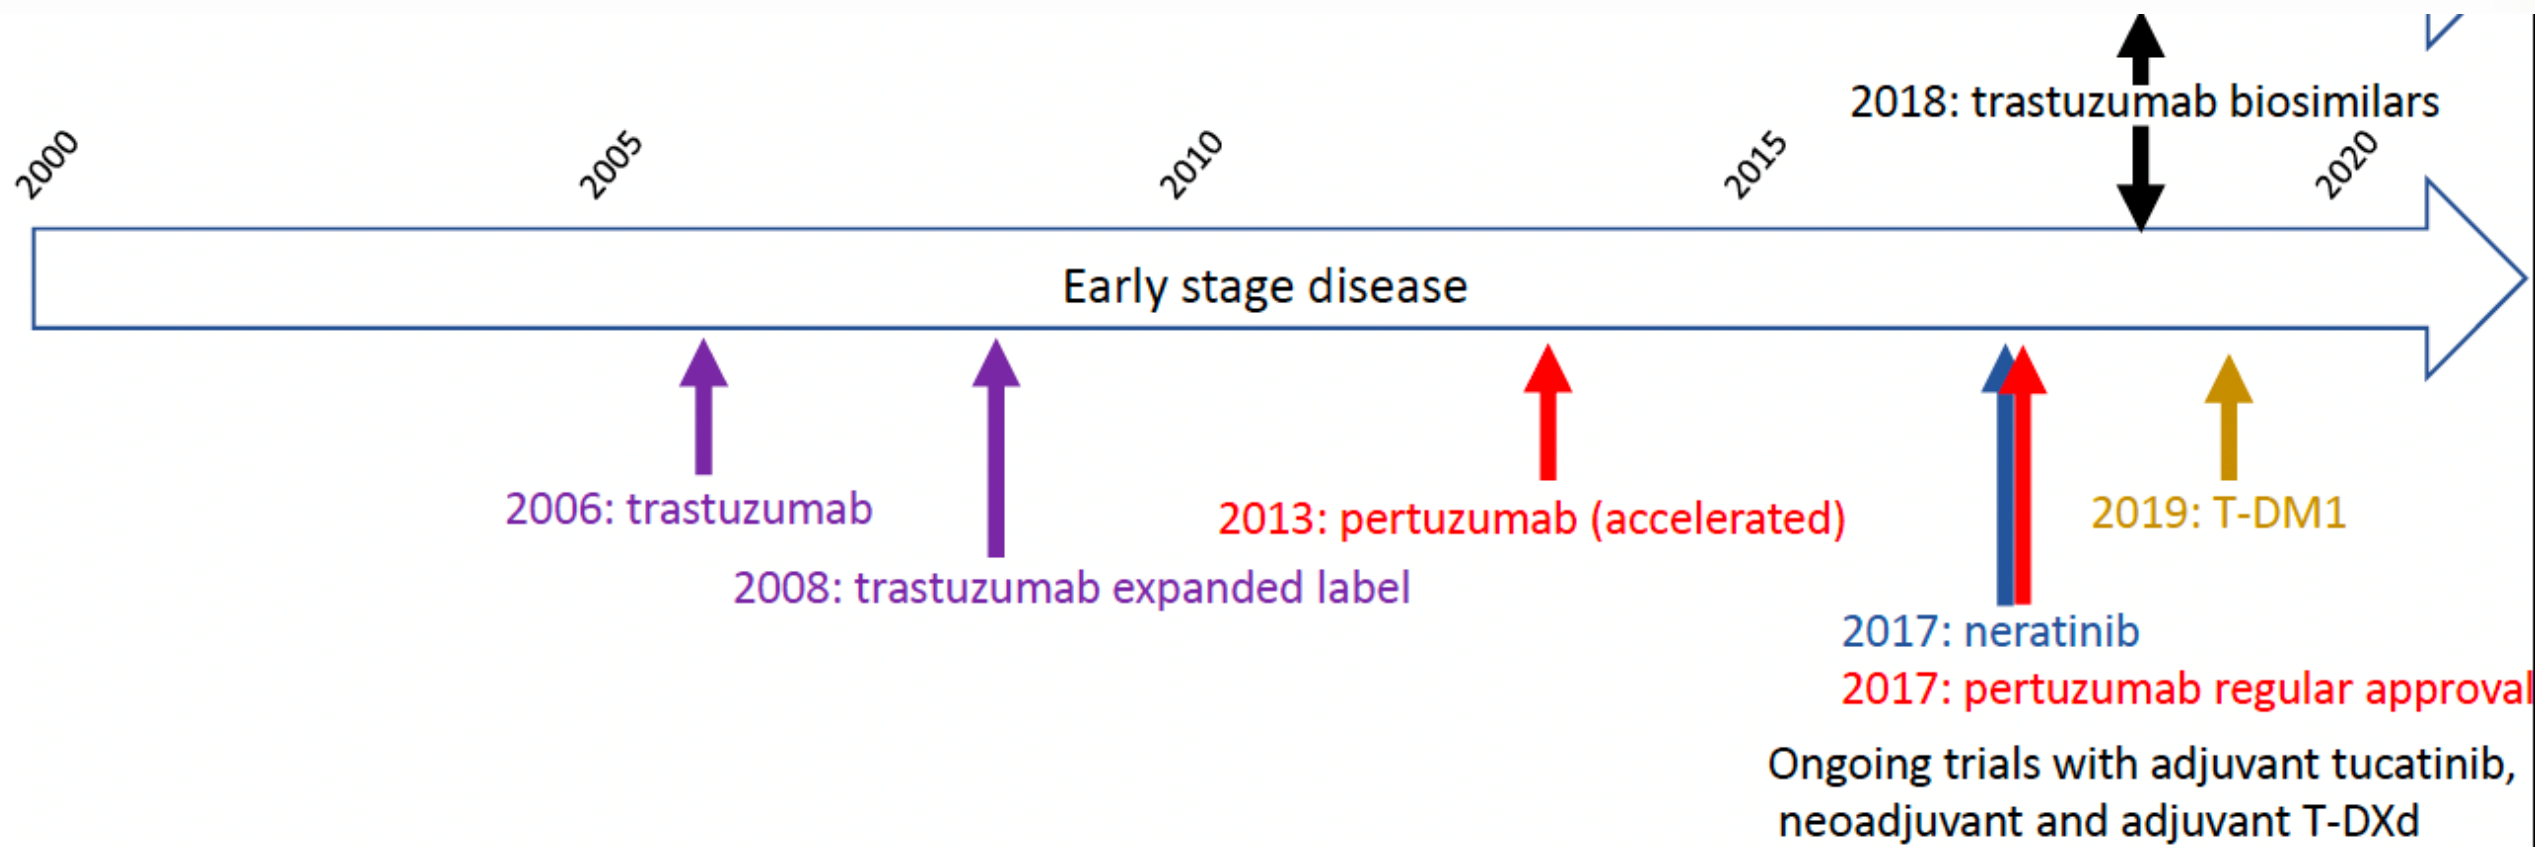 2018: trastuzumab biosimilars
2000
2005
2010
2015
2020
Early stage disease
2006: trastuzumab
2008: trastuzumab expanded label
2013: pertuzumab (accelerated)
2019: T-DM1
2017: neratinib
2017: pertuzumab regular approval
Ongoing trials with adjuvant tucatinib,
neoadjuvant and adjuvant T-DXd